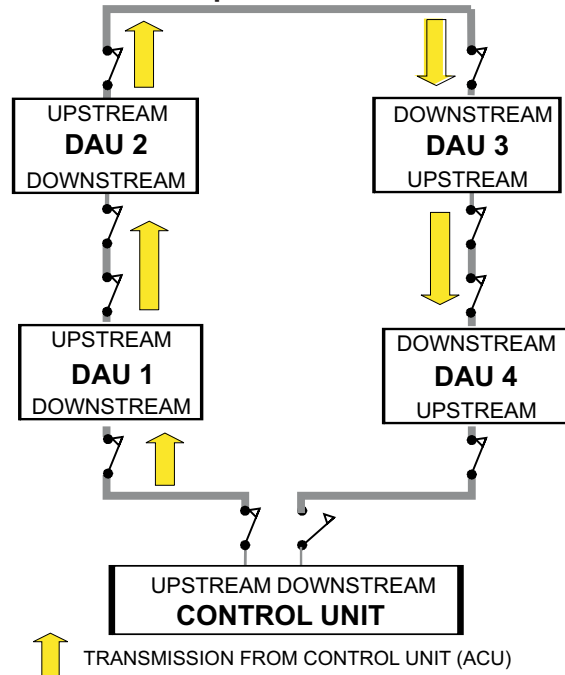 UPSTREAM
DAU 2
DOWNSTREAM
DOWNSTREAM
DAU 3
UPSTREAM
UPSTREAM
DAU 1
DOWNSTREAM
DOWNSTREAM
DAU 4
UPSTREAM
UPSTREAM DOWNSTREAM
CONTROL UNIT
TRANSMISSION FROM CONTROL UNIT (ACU)